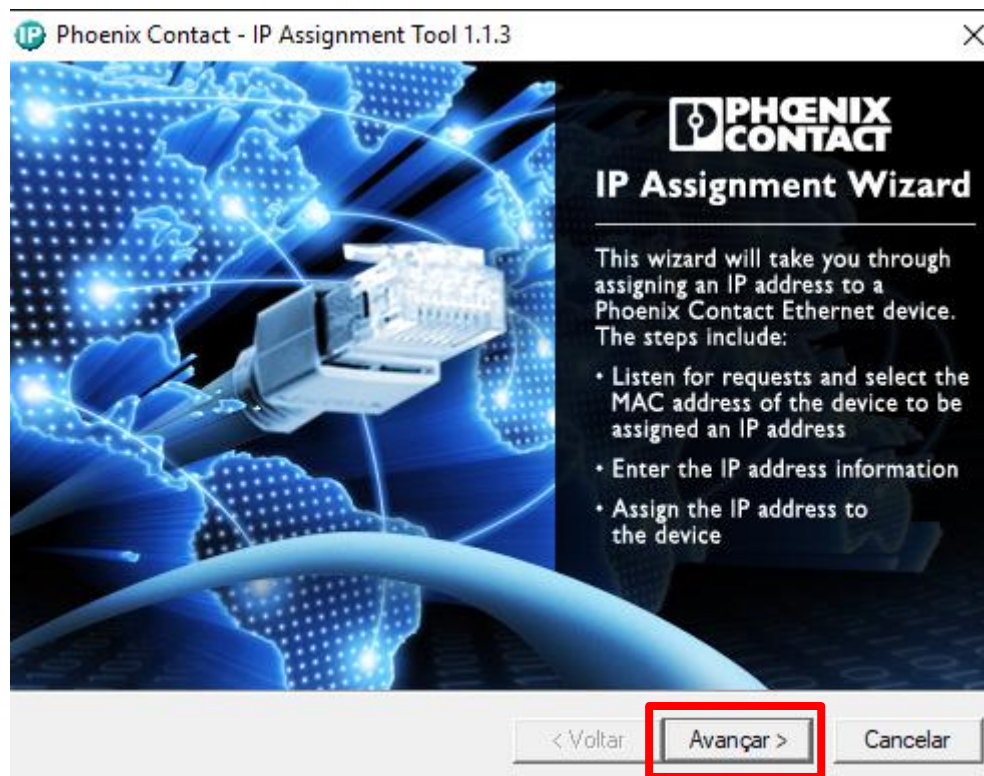 IP Phoenix Contact - IP Assignment Tool 1.1.3
PHŒNIX
CONTACT
IP Assignment Wizard
This wizard will take you through
assigning an IP address to a
Phoenix Contact Ethernet device.
The steps include:
• Listen for requests and select the
MAC address of the device to be
assigned an IP address
• Enter the IP address information
• Assign the IP address to
the device
< Voltar
Avançar >
Cancelar